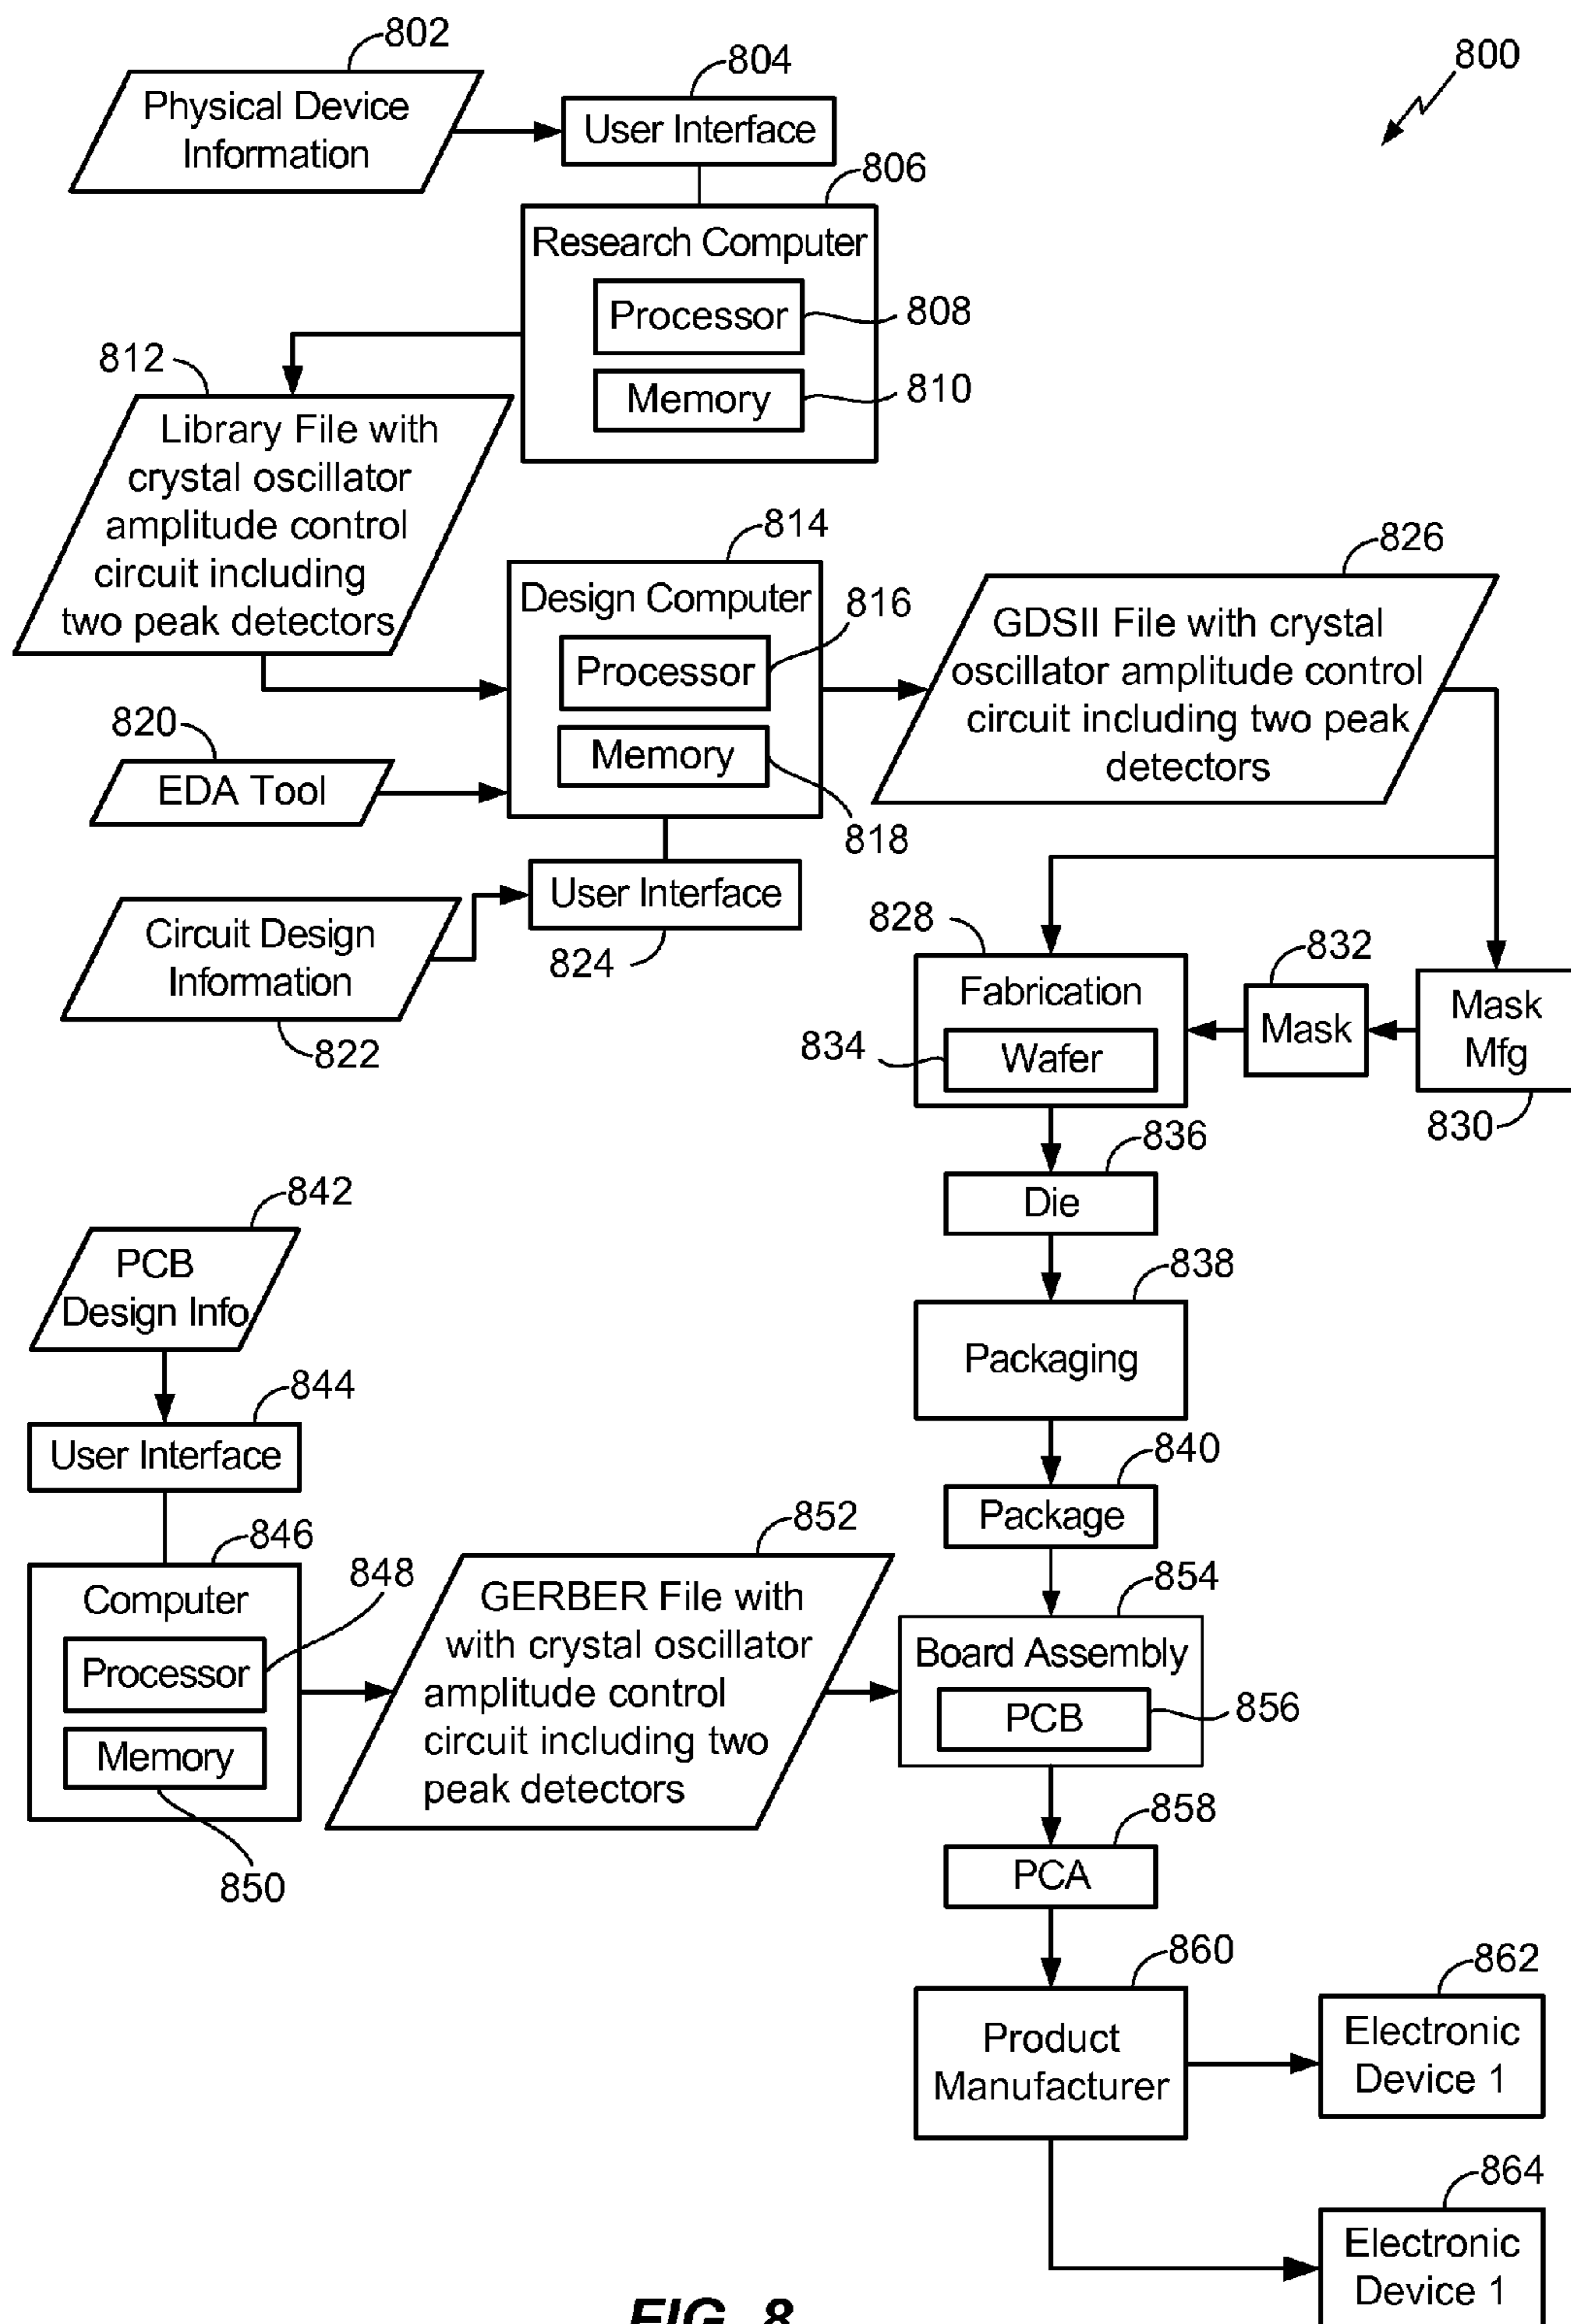 802
Physical Device
Information
804
User Interface
800
806
Research Computer
Processor
808
Memory
810
812
Library File with
crystal oscillator
amplitude control
circuit including
two peak detectors
814
Design Computer
Processor
816
Memory
818
820
EDA Tool
826
GDSII File with crystal
oscillator amplitude control
circuit including two peak
detectors
Circuit Design
Information
822
User Interface
824
828
Fabrication
834
Wafer
832
Mask
Mask
Mfg
830
836
Die
838
Packaging
840
Package
842
PCB
Design Info
844
User Interface
846
Computer
848
Processor
Memory
850
852
GERBER File with
with crystal oscillator
amplitude control
circuit including two
peak detectors
854
Board Assembly
PCB
856
858
PCA
860
Product
Manufacturer
862
Electronic
Device 1
864
Electronic
Device 1
FIG. 8